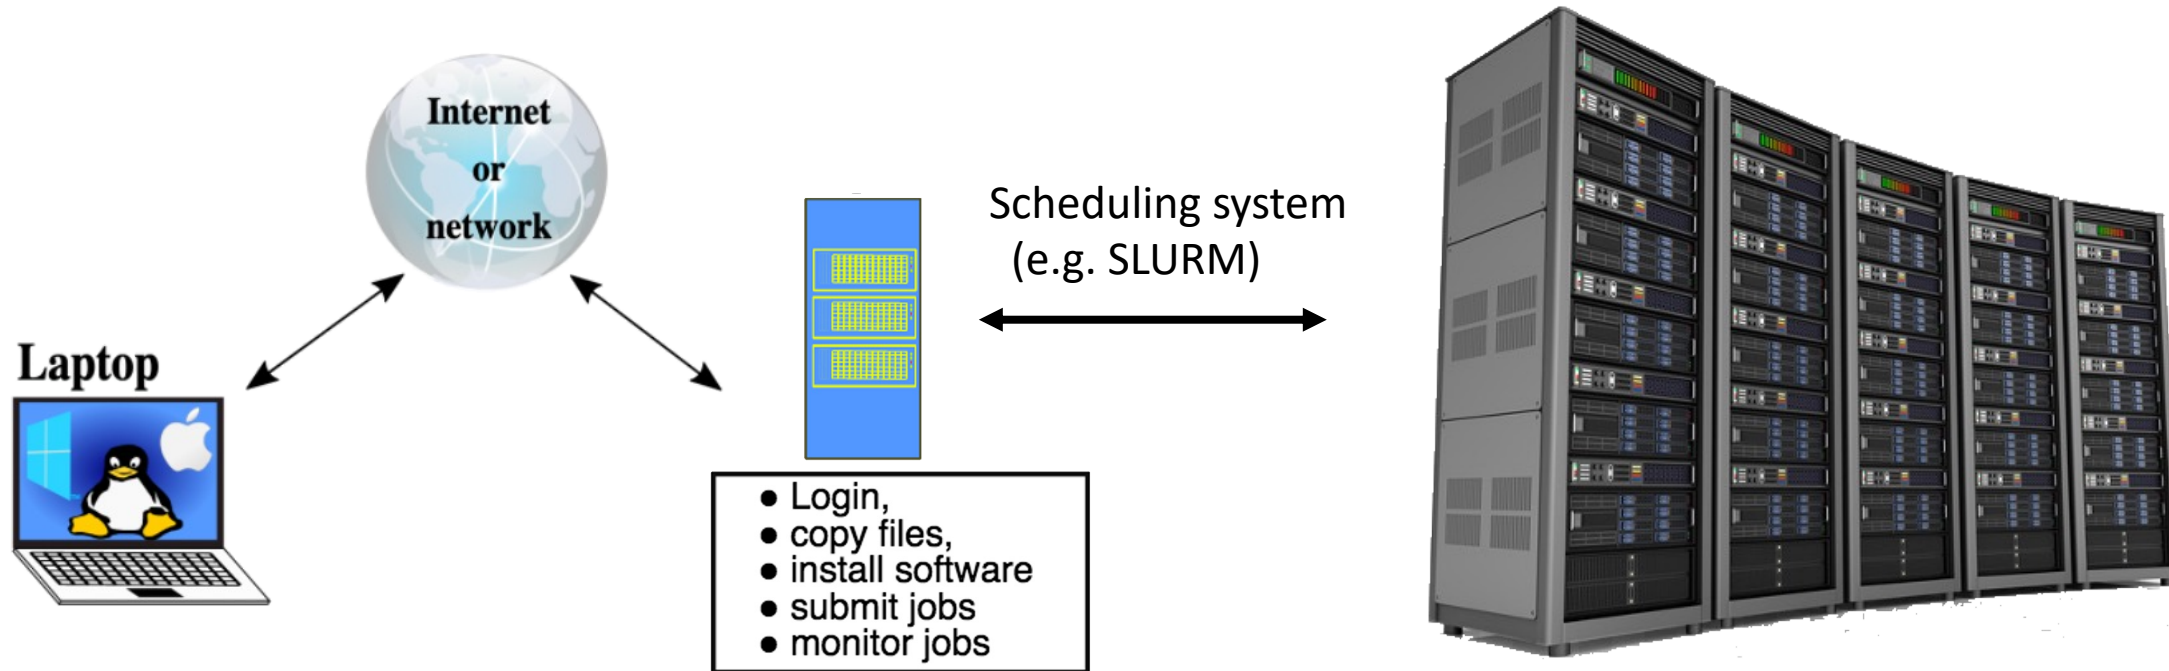 Internet
or
network
Laptop
Scheduling system
(e.g. SLURM)
● Login,
● copy files,
● install software
● submit jobs
● monitor jobs